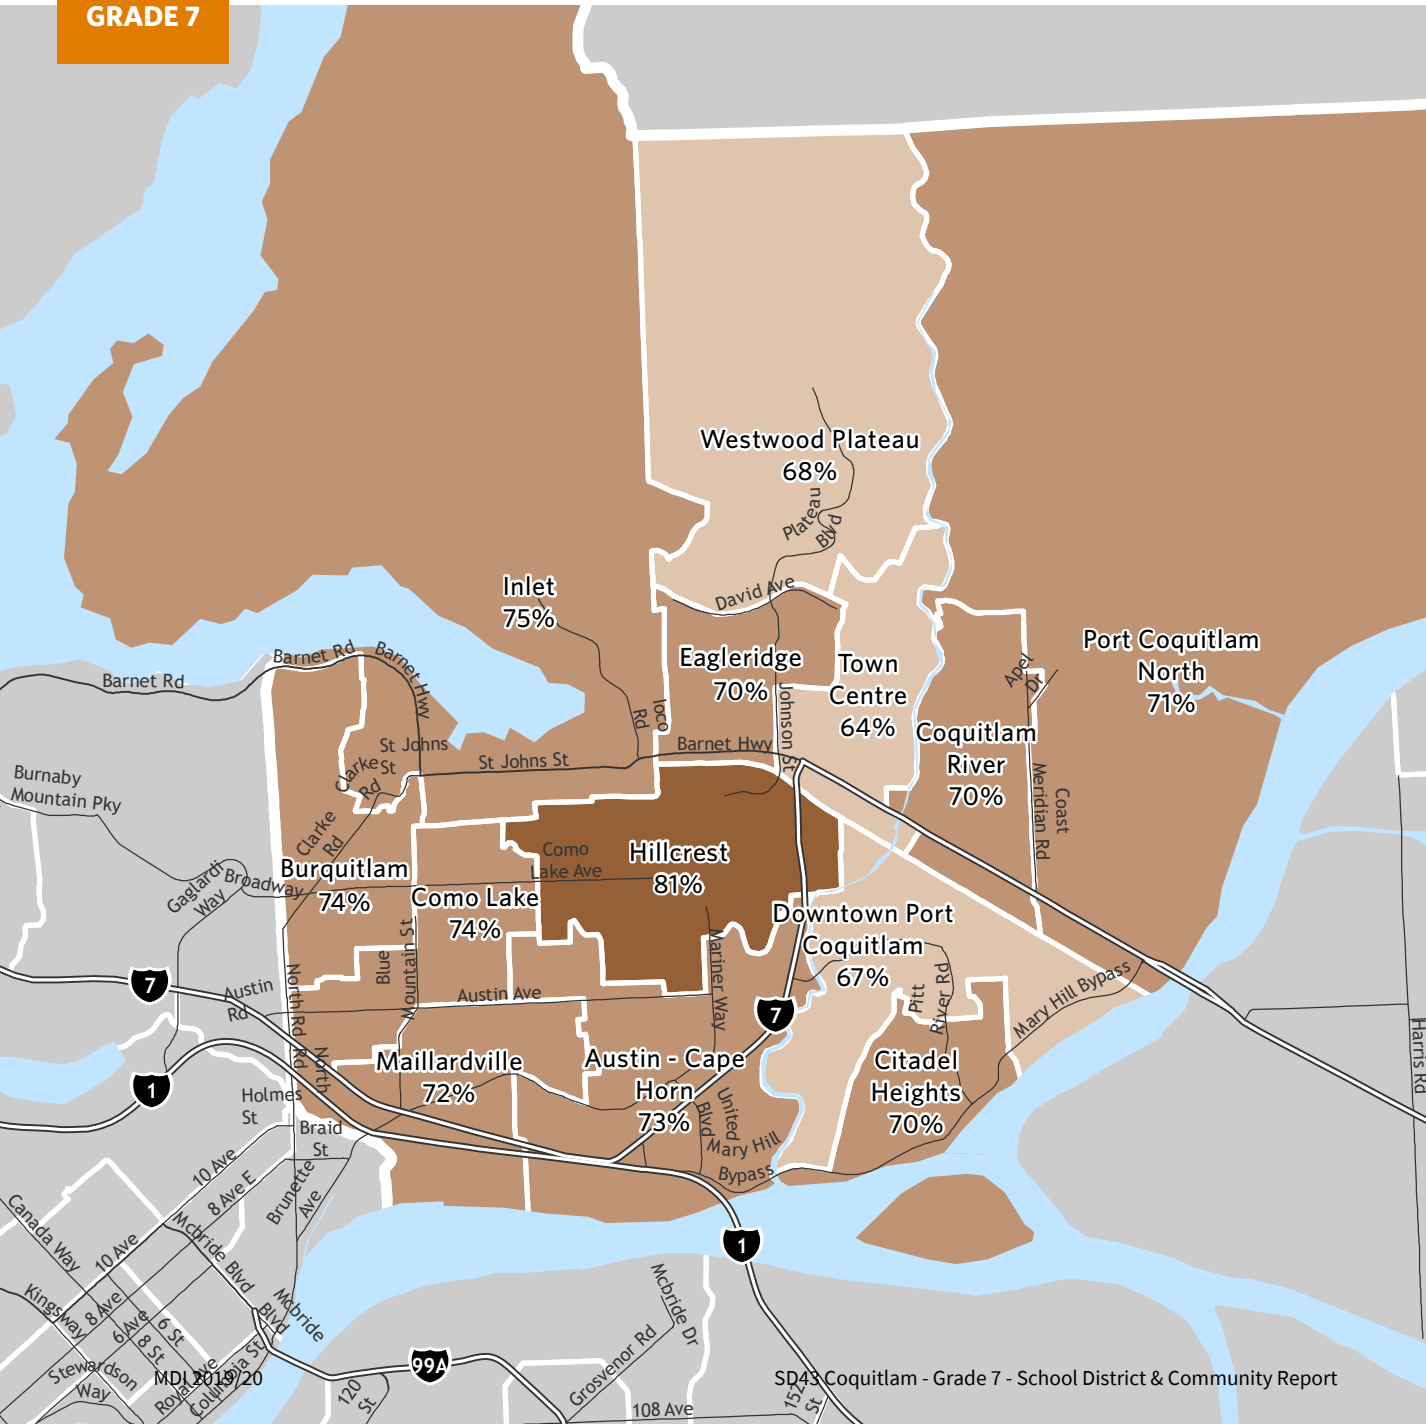 GRADE 7
Westwood Plateau
68%
Plateau
Blvd
Inlet
75%
David Ave
Barnet Rd
Barnet Hwy
Barnet Rd
Eagleridge
70%
Town
Centre
64%
Port Coquitlam
North
71%
Apel
Dr
Ioco
Rd
Johnson St
Coquitlam
River
70%
St Johns
St
St Johns St
Barnet Hwy
Clarke
Rd
Burnaby
Mountain Pky
Coast
Meridian Rd
Clarke
Rd
Como
Lake Ave
Hillcrest
81%
Burquitlam
74%
Gaglardi
Way
Broadway
Como Lake
74%
Downtown Port
Coquitlam
67%
Blue
Mountain St
Mariner Way
Pitt
River Rd
Mary Hill Bypass
7
Austin
Rd
North Rd
Austin Ave
7
Harris Rd
Rd
North
Maillardville
72%
Austin - Cape
Horn
73%
Citadel
Heights
70%
1
Holmes
St
United
Blvd
Braid
St
Mary Hill
Bypass
10 Ave
8 Ave E
Brunette
Ave
Canada Way
10 Ave
Mcbride Blvd
1
Kingsway
8 Ave
6 Ave
6 St
8 St
Mcbride
Blvd
Mcbride Dr
Grosvenor Rd
99A
Stewardson
Way
Royal Ave
Columbia St
MDI 2019/20
120
St
152
St
SD43 Coquitlam - Grade 7 - School District & Community Report
108 Ave